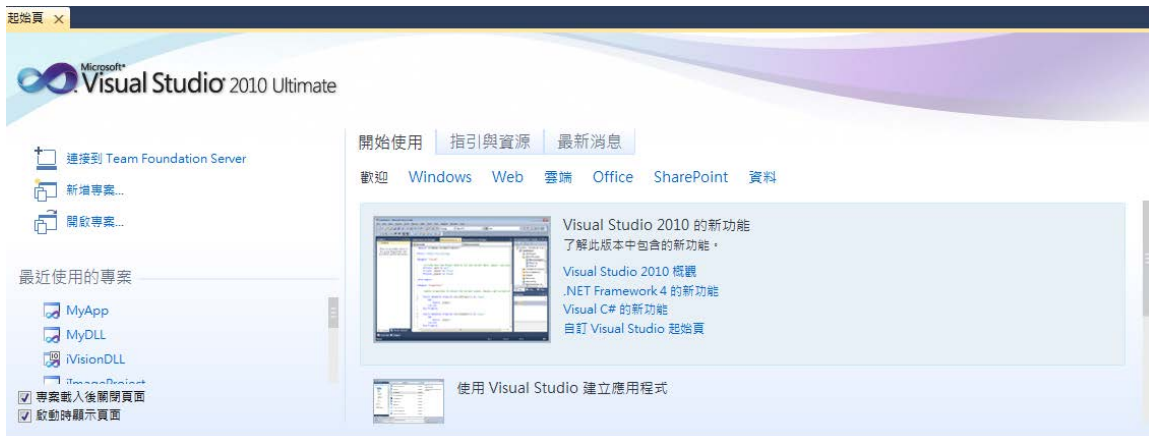 起始頁
Microsoft
Visual Studio 2010 Ultimate
連接到 Team Foundation Server
新增專案...
開啟專案...
最近使用的專案
MyApp
MyDLL
iVisionDLL
iImageProject
專案載入後關閉頁面
啟動時顯示頁面
開始使用 指引與資源 最新消息
歡迎 Windows Web 雲端 Office SharePoint 資料
Visual Studio 2010 的新功能
了解此版本中包含的新功能。
Visual Studio 2010 概觀
.NET Framework 4 的新功能
Visual C# 的新功能
自訂 Visual Studio 起始頁
使用 Visual Studio 建立應用程式